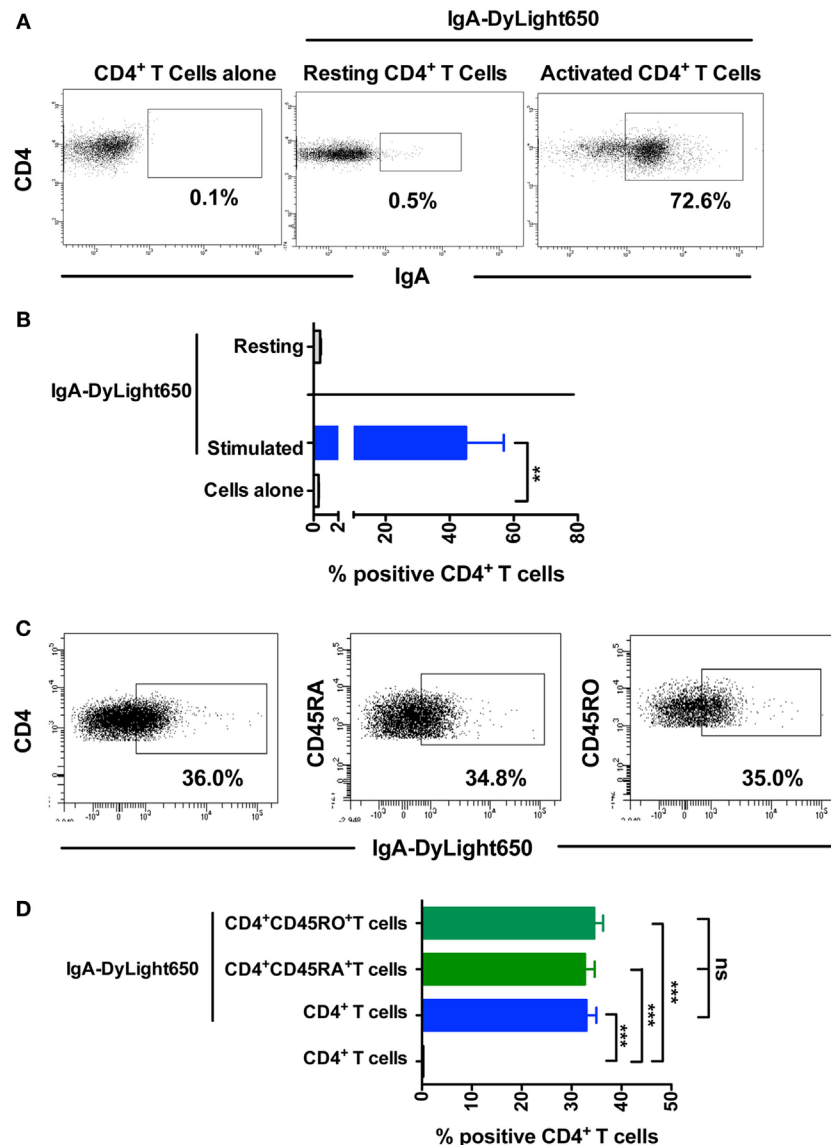 A
IgA-DyLight650
CD4+ T Cells alone Resting CD4+ T Cells Activated CD4+ T Cells
CD4
0.1% 0.5% 72.6%
IgA
B
IgA-DyLight650
Resting
Stimulated
Cells alone
**
0 2 20 40 60 80
% positive CD4+ T cells
C
CD4 CD45RA CD45RO
36.0% 34.8% 35.0%
IgA-DyLight650
D
IgA-DyLight650
CD4+CD45RO+T cells
CD4+CD45RA+T cells
CD4+ T cells
CD4+ T cells
*** *** *** ns
0 10 20 30 40 50
% positive CD4+ T cells